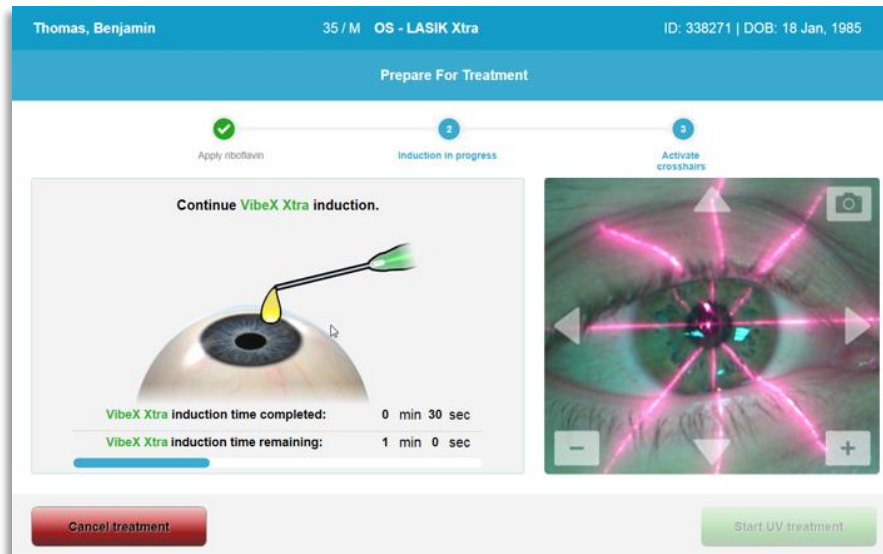 Thomas, Benjamin 35 / M OS - LASIK Xtra ID: 338271 | DOB: 18 Jan, 1985
Prepare For Treatment
2 3
Apply riboflavin Induction in progress Activate
crosshairs
Continue VibeX Xtra induction.
VibeX Xtra induction time completed: 0 min 30 sec
VibeX Xtra induction time remaining: 1 min 0 sec
− +
Cancel treatment Start UV treatment